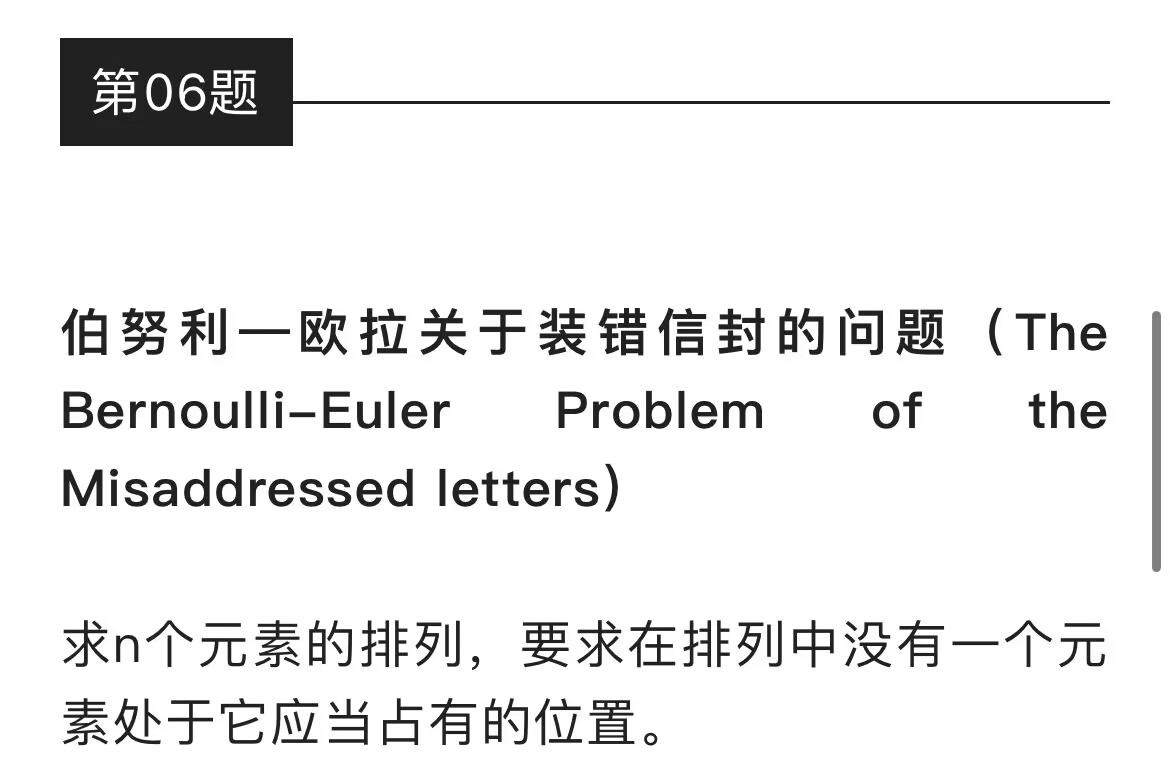 第06题
伯努利一欧拉关于装错信封的问题（The
Bernoulli–Euler Problem of the
Misaddressed letters）
求n个元素的排列，要求在排列中没有一个元
素处于它应当占有的位置。